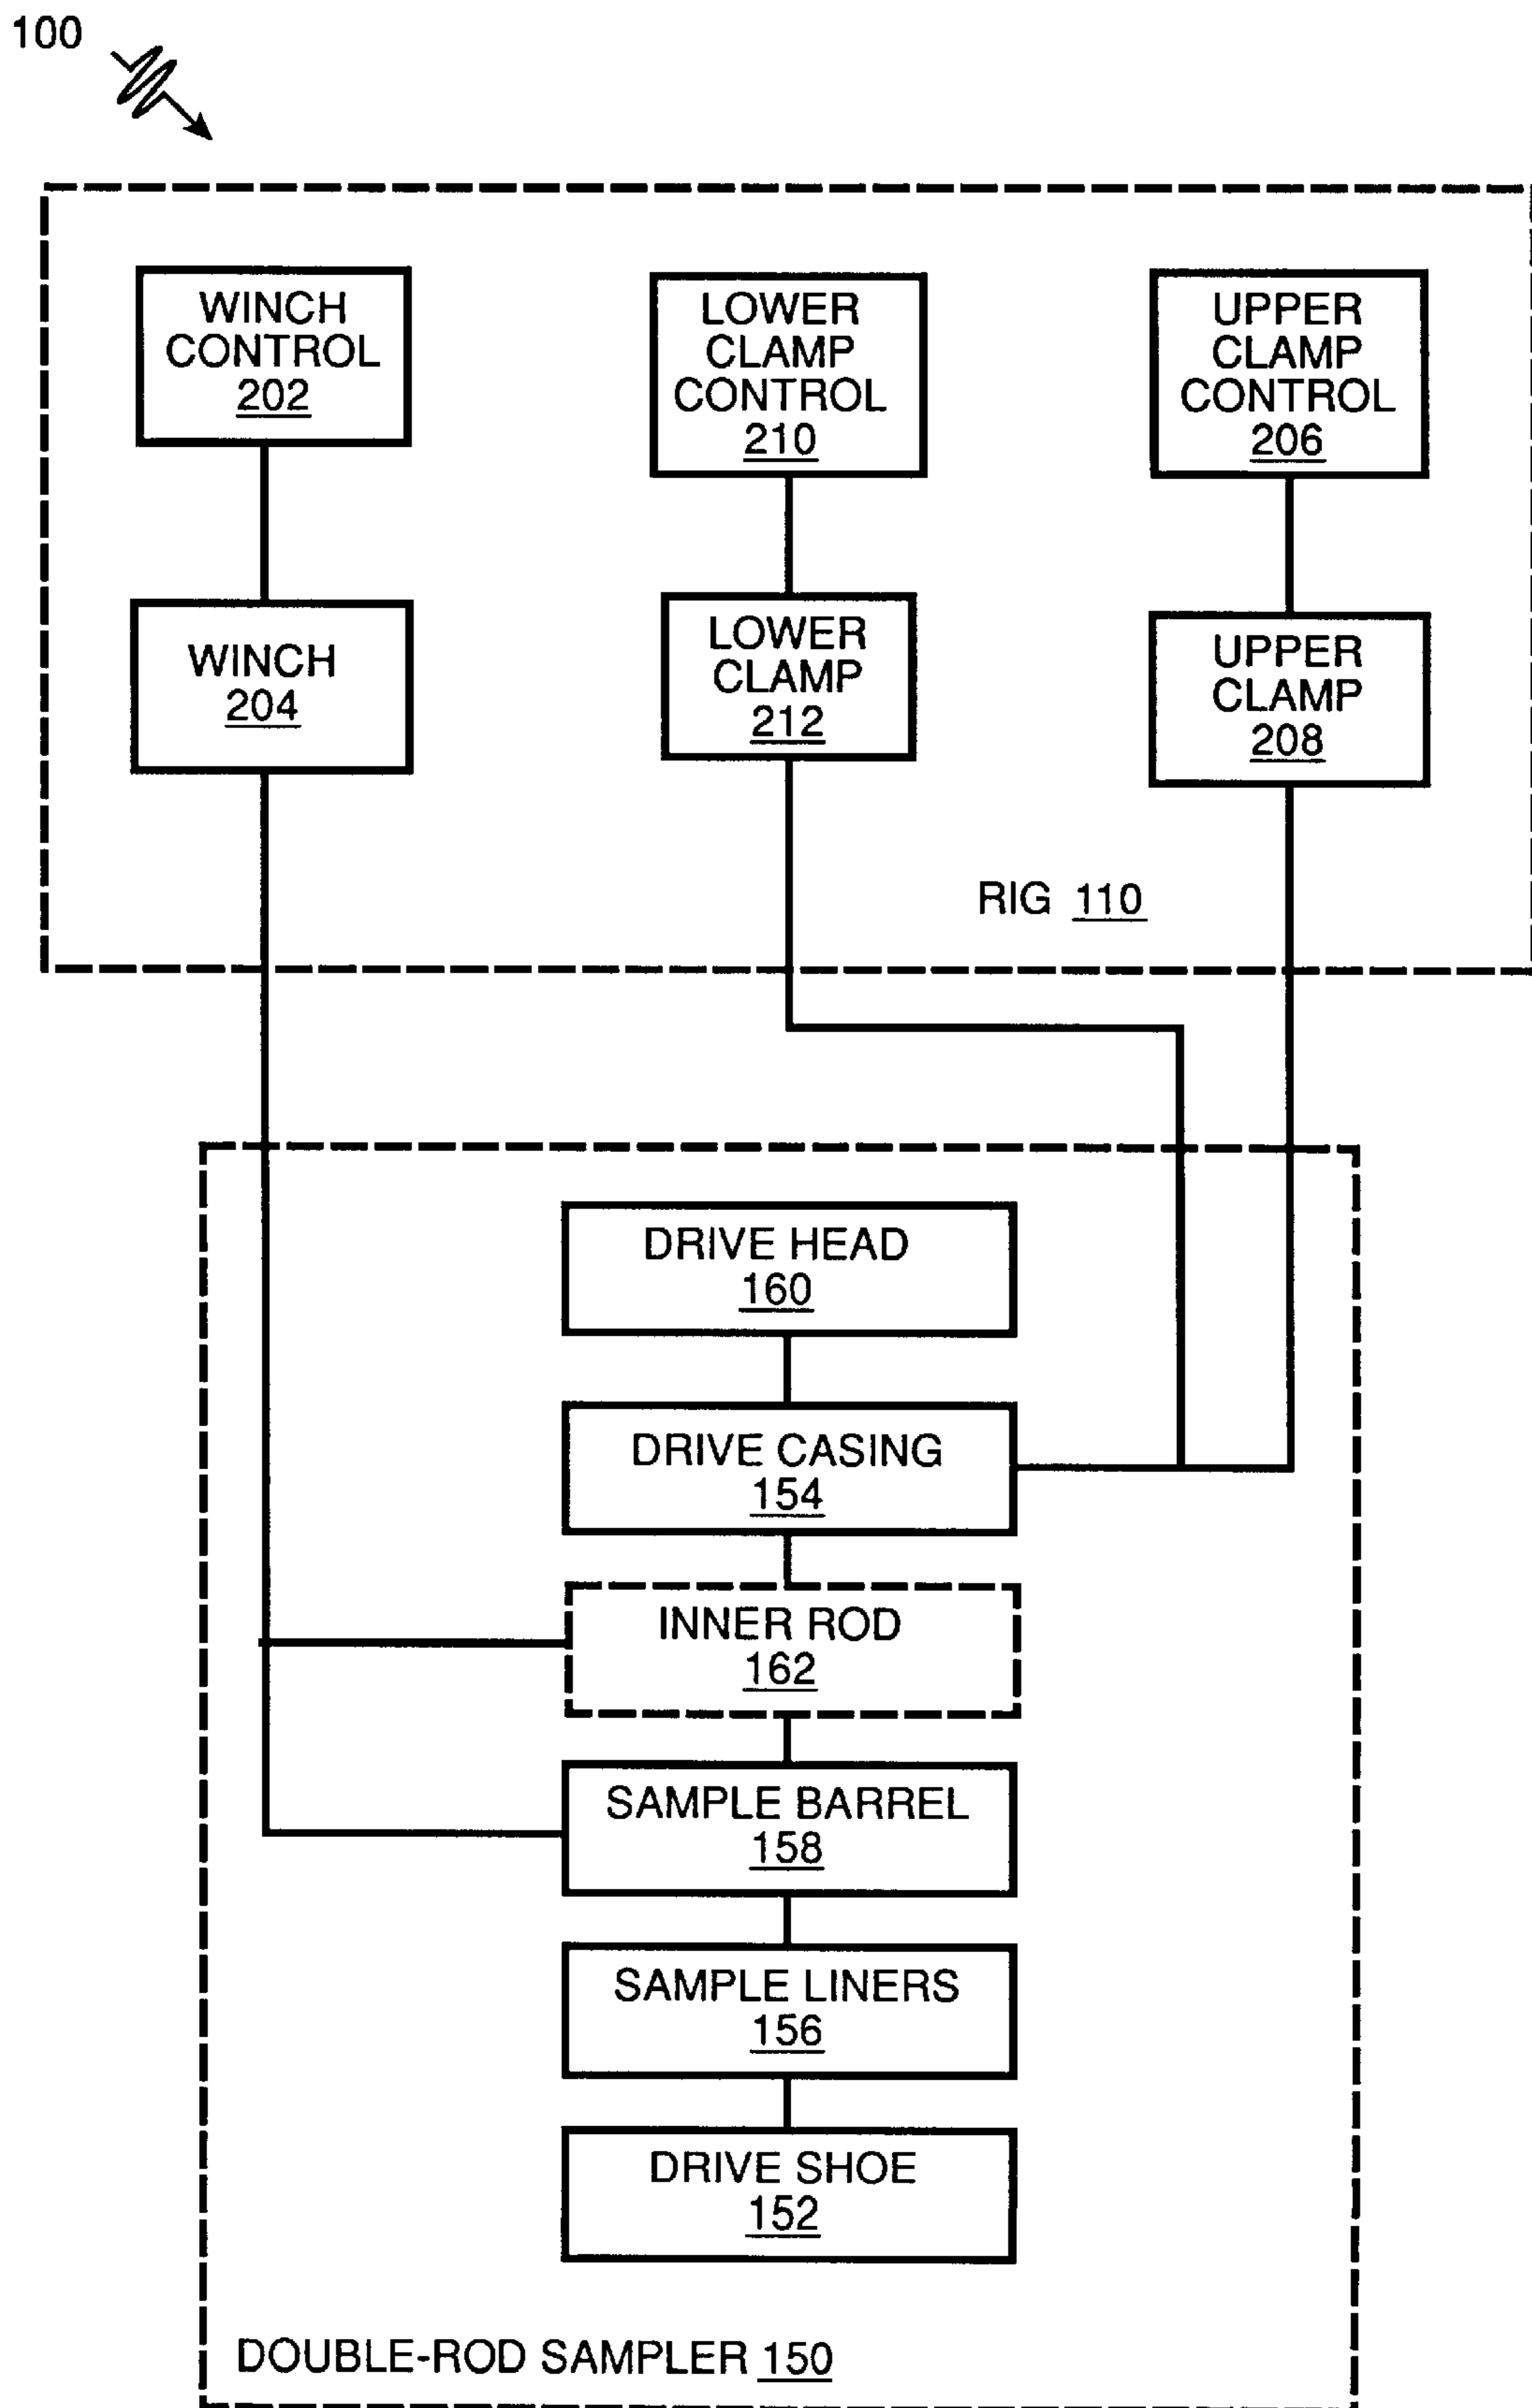 100
WINCH
CONTROL
202
LOWER
CLAMP
CONTROL
210
UPPER
CLAMP
CONTROL
206
WINCH
204
LOWER
CLAMP
212
UPPER
CLAMP
208
RIG 110
DRIVE HEAD
160
DRIVE CASING
154
INNER ROD
162
SAMPLE BARREL
158
SAMPLE LINERS
156
DRIVE SHOE
152
DOUBLE-ROD SAMPLER 150